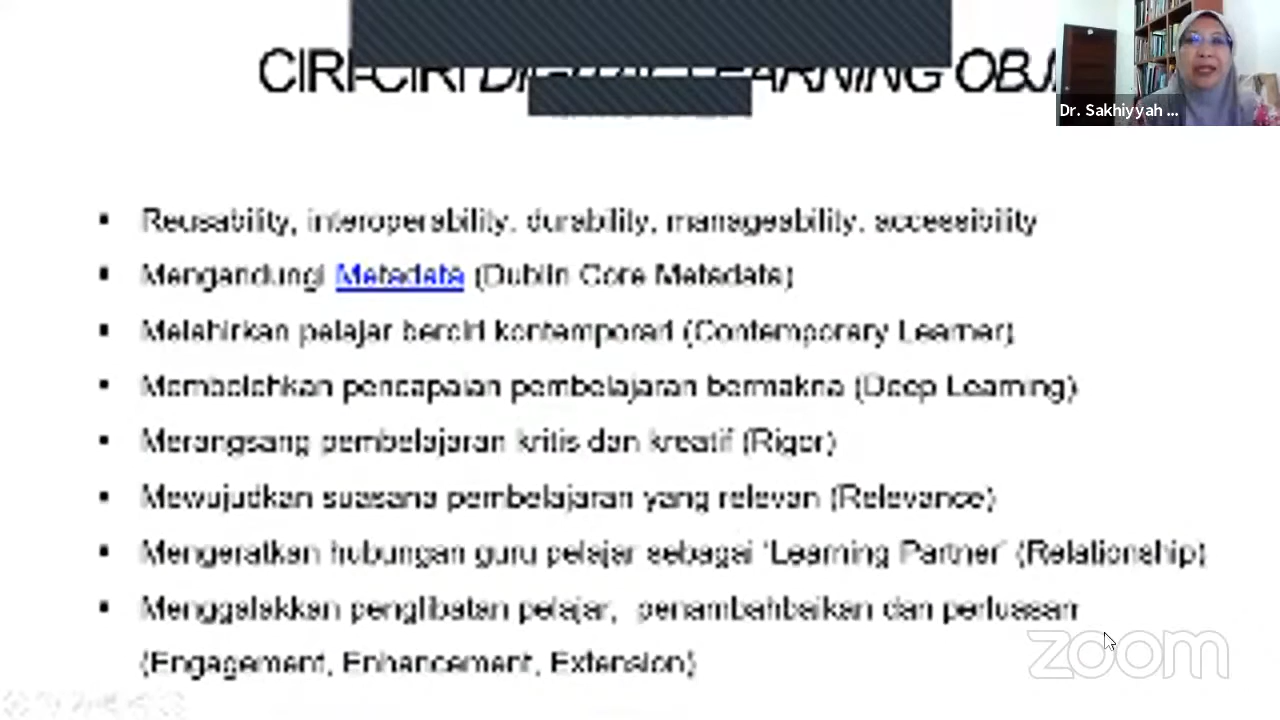 CIRI-CIRI LEARNING
Dr. Sakhiyyah ...
▪ Reusability, interoperability, durability, manageability, accessibility
▪ Mengandungi Metadata (Dublin Core Metadata)
▪ Melahirkan pelajar berciri kontemporari (Contemporary Learner)
▪ Membolehkan pencapaian pembelajaran bermakna (Deep Learning)
▪ Merangsang pembelajaran kritis dan kreatif (Rigor)
▪ Mewujudkan suasana pembelajaran yang relevan (Relevance)
▪ Mengeratkan hubungan guru pelajar sebagai 'Learning Partner' (Relationship)
▪ Menggalakkan penglibatan pelajar, penambahbaikan dan perluasan
(Engagement, Enhancement, Extension)
zoom